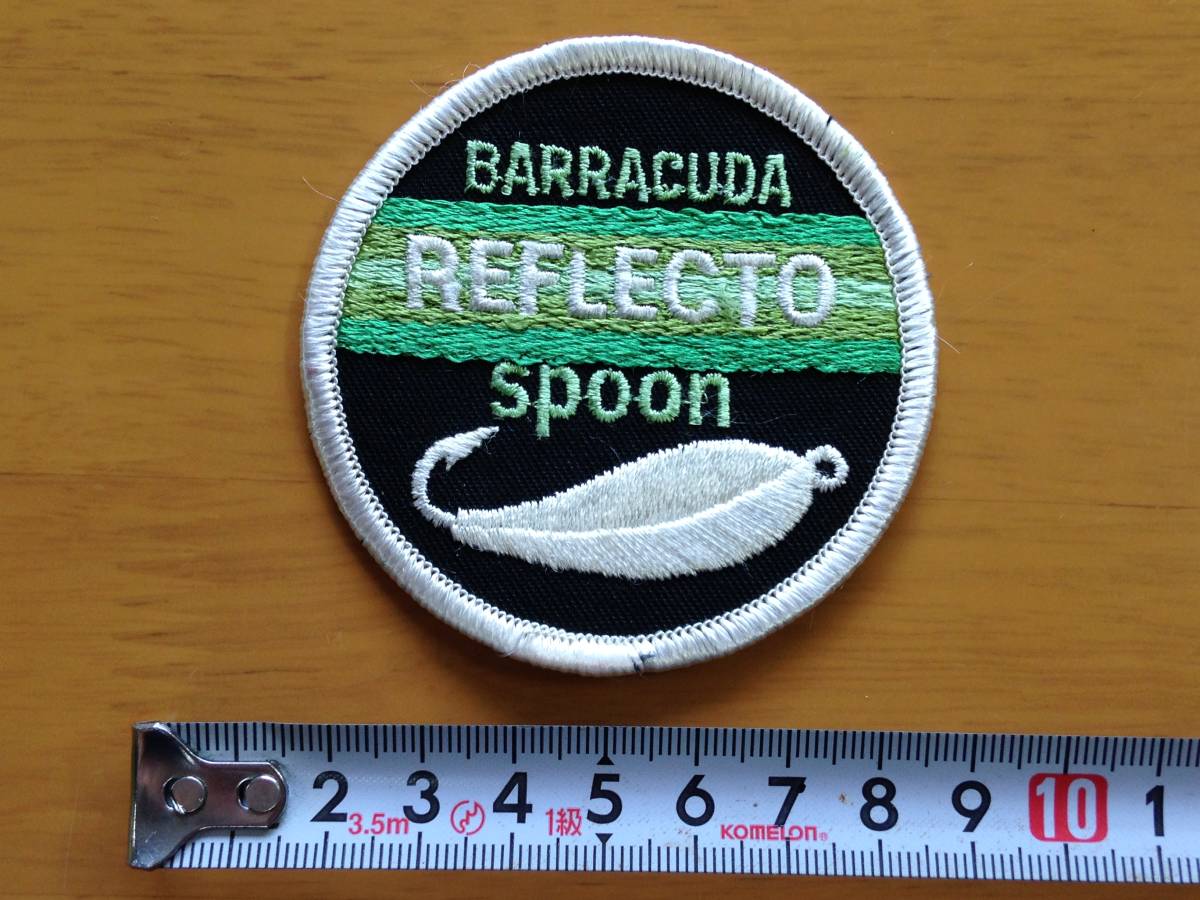 BARRACUDA
REFLECTO
spoon
2 3 4 5 6 7 8 9 10 1
3.5m 1級 KOMELON®